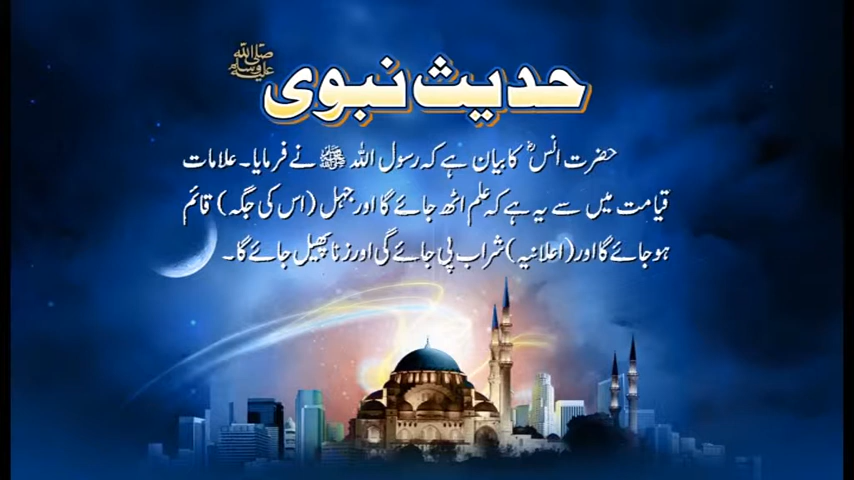 حدیث نبوی صلی اللہ علیہ وسلم
حضرت انسؓ کا بیان ہے کہ رسول اللہ ﷺ نے فرمایا۔ علامات
قیامت میں سے یہ ہے کہ علم اٹھ جائے گا اور جہل (اس کی جگہ) قائم
ہو جائے گا اور (اعلانیہ) شراب پی جائے گی اور زنا پھیل جائے گا۔